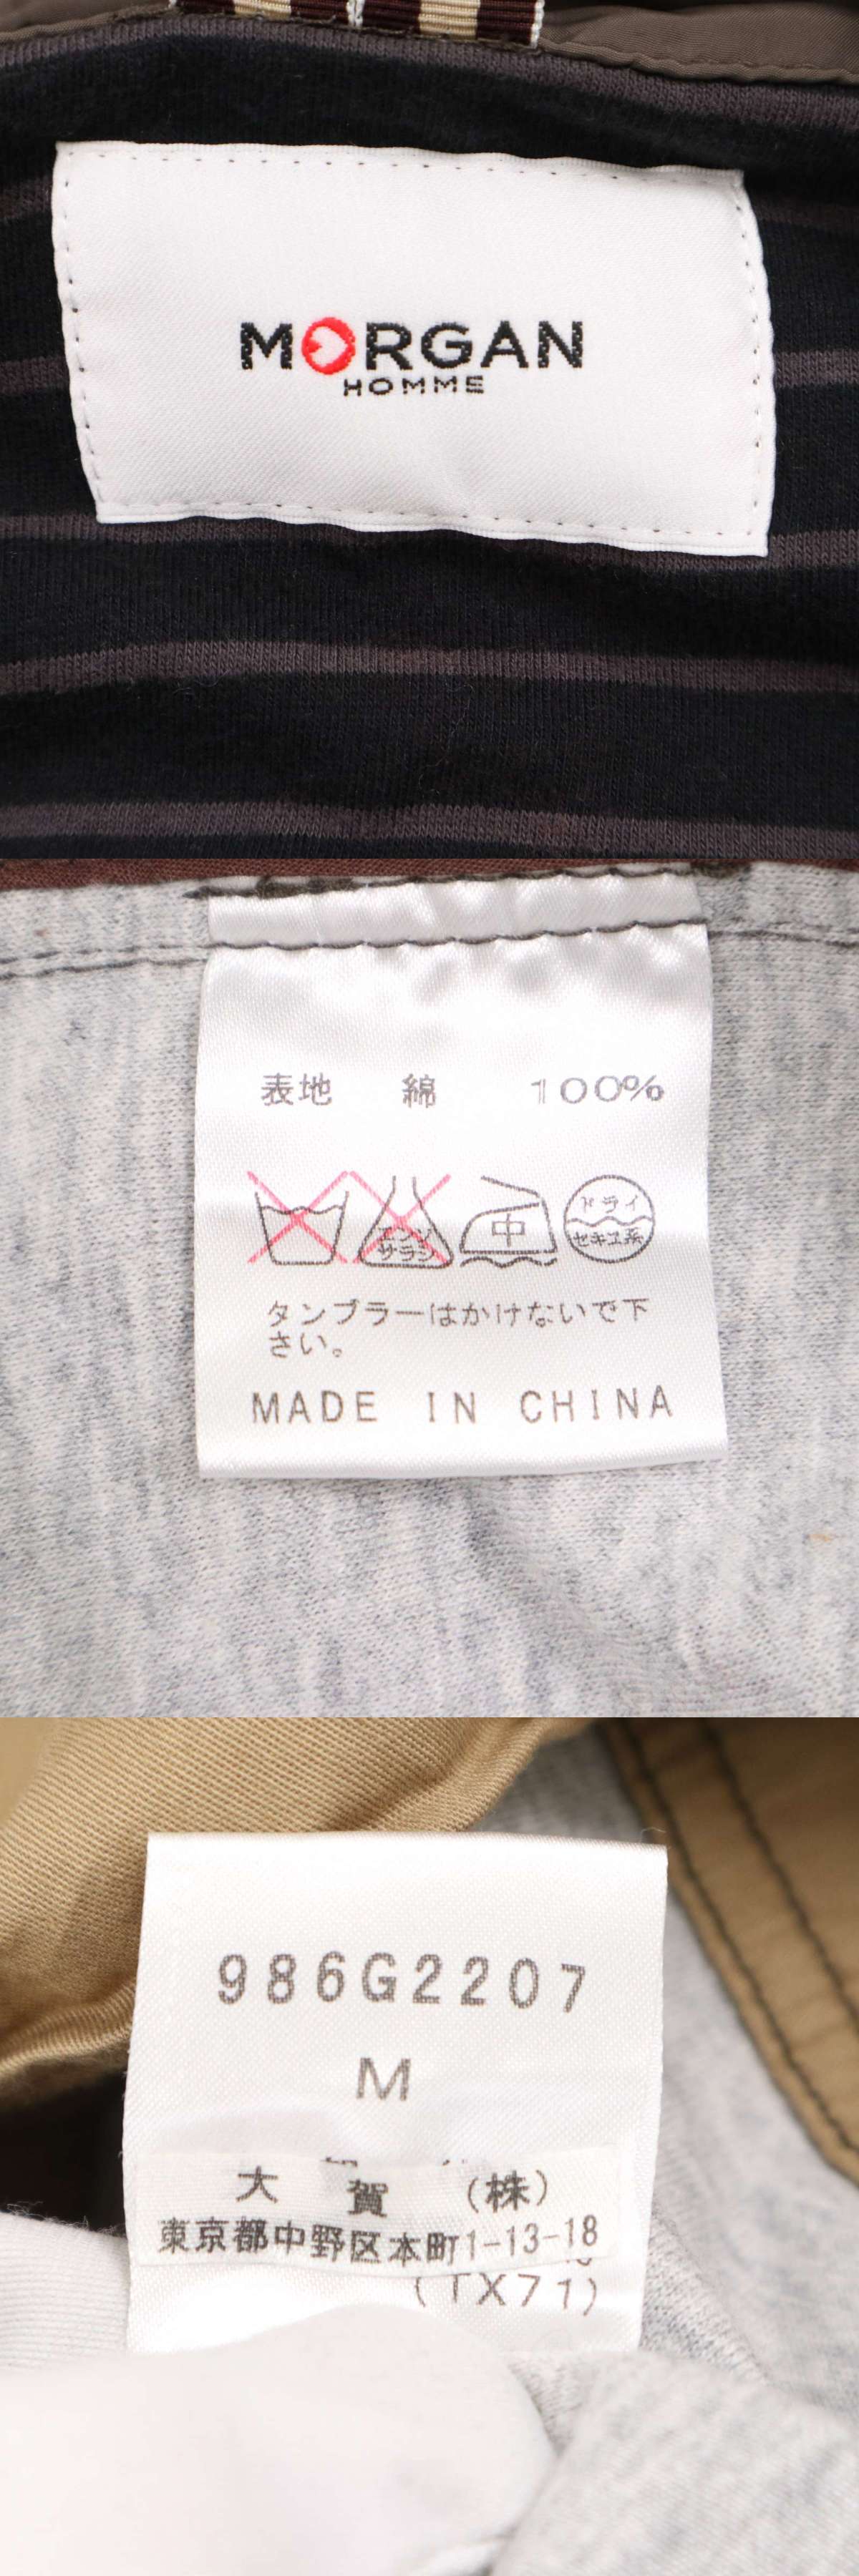 MORGAN
HOMME
表地 綿 100%
エンソ
サラシ
中
ドライ
セキユ系
タンブラーはかけないで下
さい。
MADE IN CHINA
986G2207
M
大 賀 (株)
東京都中野区本町1-13-18
(TX71)